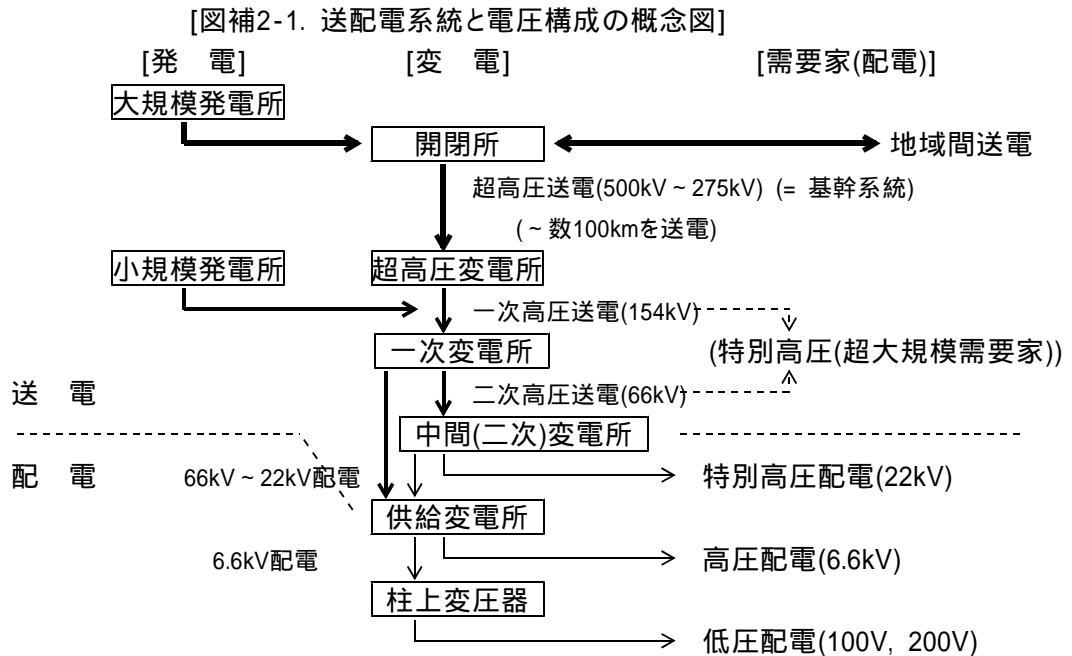 [図補2-1. 送配電系統と電圧構成の概念図]
[発　電] [変　電] [需要家(配電)]
大規模発電所
開閉所 地域間送電
超高圧送電(500kV ~ 275kV) (= 基幹系統)
( ~ 数100kmを送電)
小規模発電所 超高圧変電所
一次高圧送電(154kV)
一次変電所 (特別高圧(超大規模需要家))
送　電 二次高圧送電(66kV)
中間(二次)変電所
配　電 66kV ~ 22kV配電 特別高圧配電(22kV)
供給変電所
6.6kV配電 高圧配電(6.6kV)
柱上変圧器
低圧配電(100V, 200V)